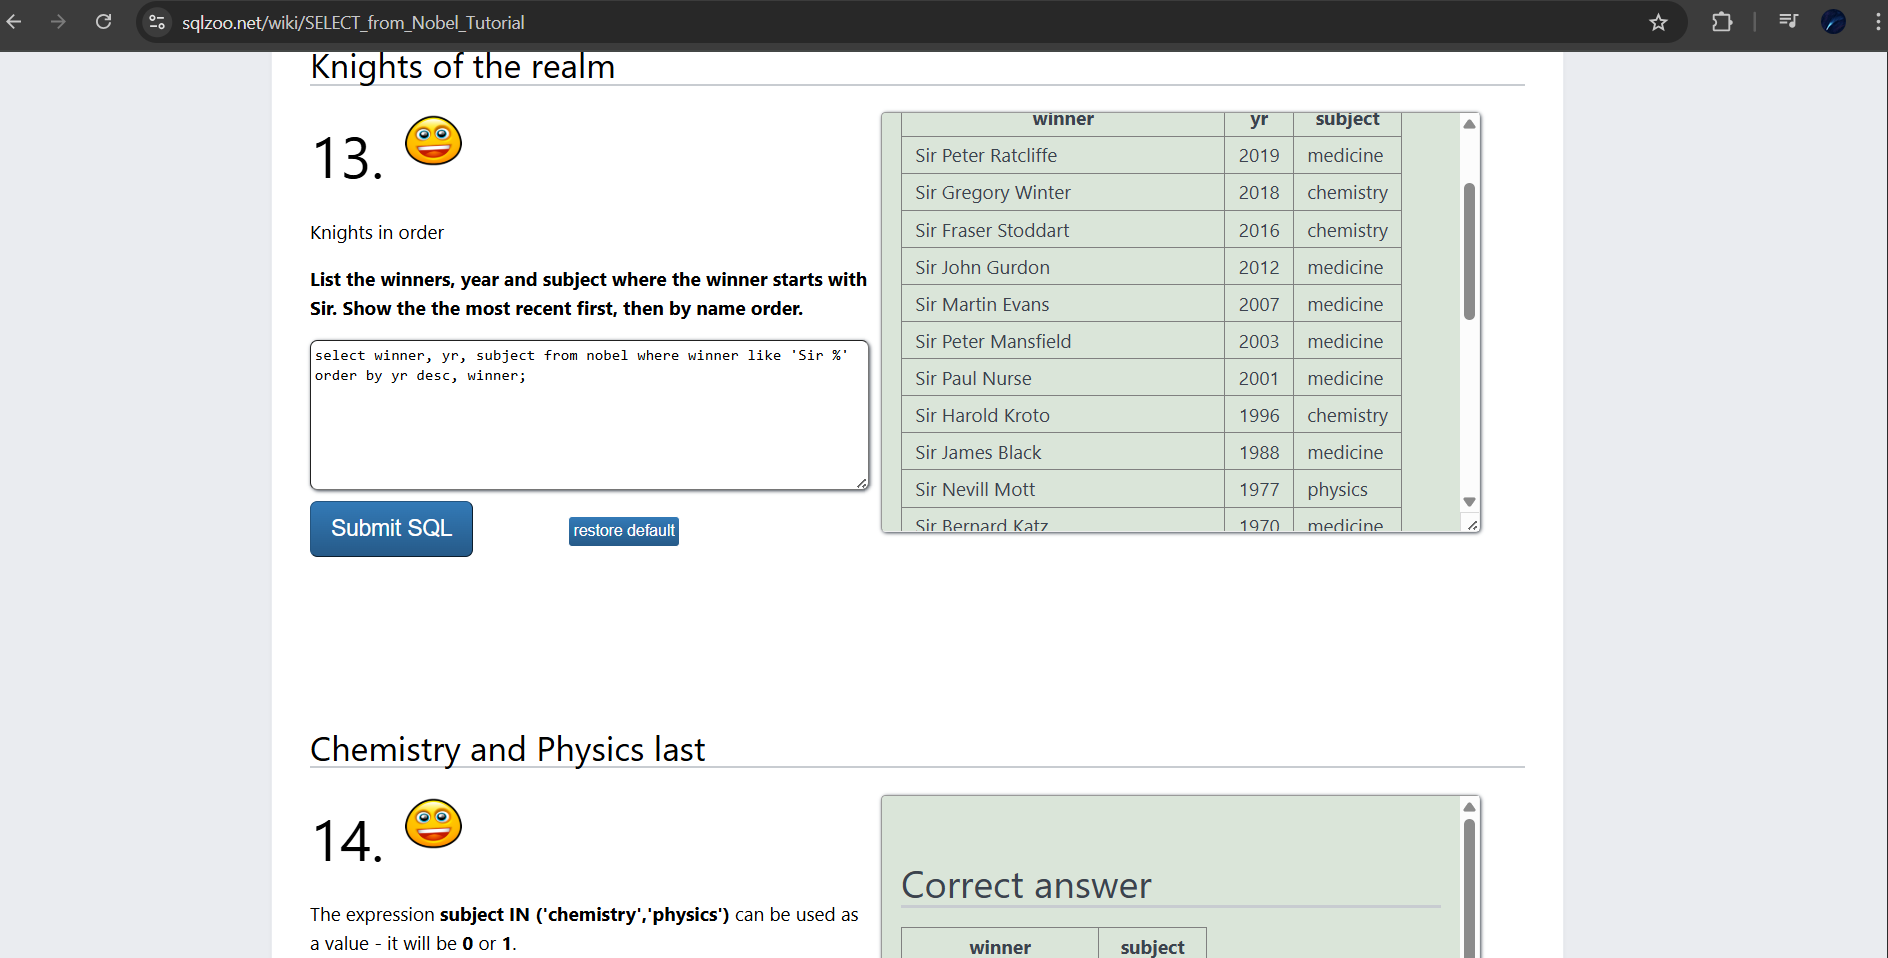 sqlzoo.net/wiki/SELECT_from_Nobel_Tutorial
Knights of the realm
13.
Knights in order
List the winners, year and subject where the winner starts with
Sir. Show the the most recent first, then by name order.
select winner, yr, subject from nobel where winner like 'Sir %'
order by yr desc, winner;
Submit SQL
restore default
winner yr subject
Sir Peter Ratcliffe 2019 medicine
Sir Gregory Winter 2018 chemistry
Sir Fraser Stoddart 2016 chemistry
Sir John Gurdon 2012 medicine
Sir Martin Evans 2007 medicine
Sir Peter Mansfield 2003 medicine
Sir Paul Nurse 2001 medicine
Sir Harold Kroto 1996 chemistry
Sir James Black 1988 medicine
Sir Nevill Mott 1977 physics
Sir Bernard Katz 1970 medicine
Chemistry and Physics last
14.
The expression subject IN ('chemistry','physics') can be used as
a value - it will be 0 or 1.
Correct answer
winner subject